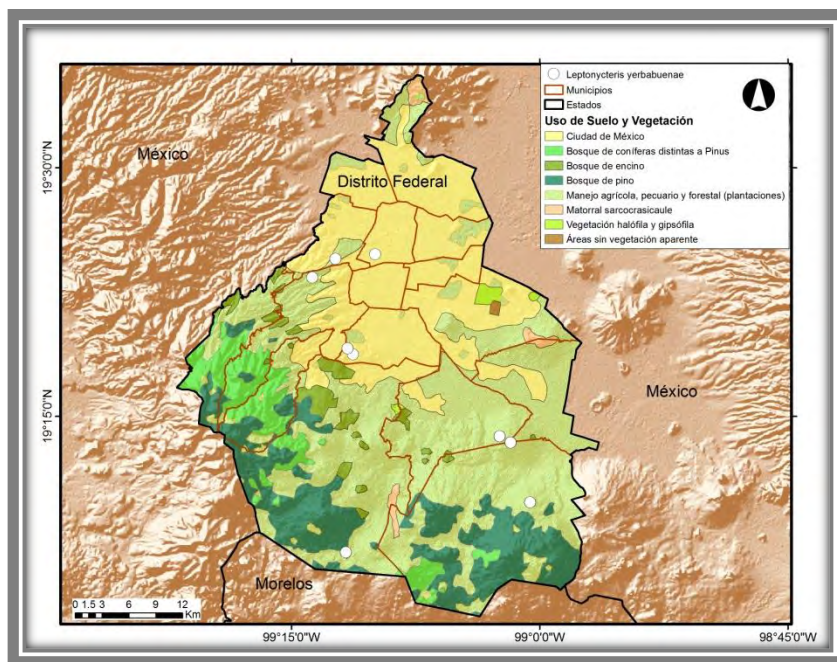 Leptonycteris yerbabuenae
Municipios
Estados
Uso de Suelo y Vegetación
Ciudad de México
Bosque de coníferas distintas a Pinus
Bosque de encino
Bosque de pino
Manejo agrícola, pecuario y forestal (plantaciones)
Matorral sarcocrasicaule
Vegetación halófila y gipsófila
Áreas sin vegetación aparente
México
Distrito Federal
México
Morelos
19°30'0"N
19°15'0"N
0 1.5 3 6 9 12
Km
99°15'0"W
99°0'0"W
98°45'0"W